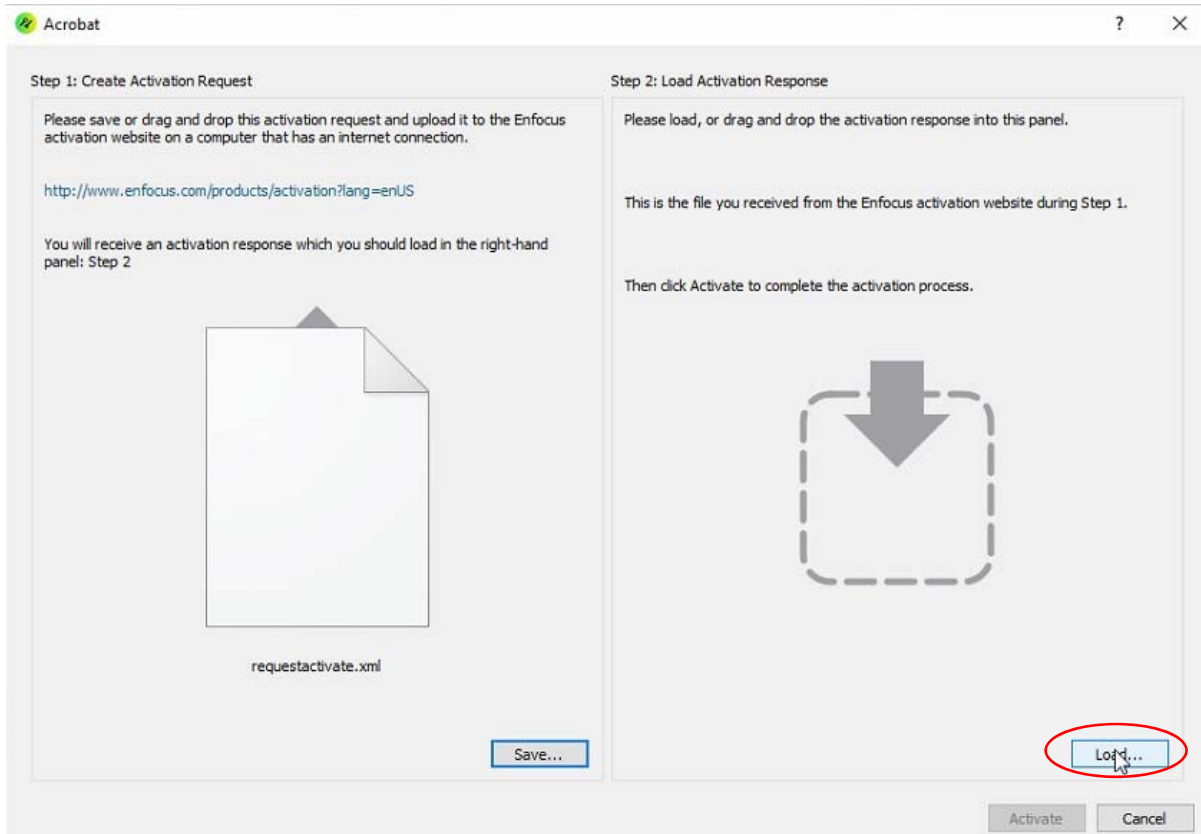 Acrobat
?
Step 1: Create Activation Request
Please save or drag and drop this activation request and upload it to the Enfocus
activation website on a computer that has an internet connection.
http://www.enfocus.com/products/activation?lang=enUS
You will receive an activation response which you should load in the right-hand
panel: Step 2
requestactivate.xml
Save...
Step 2: Load Activation Response
Please load, or drag and drop the activation response into this panel.
This is the file you received from the Enfocus activation website during Step 1.
Then click Activate to complete the activation process.
Load...
Activate
Cancel